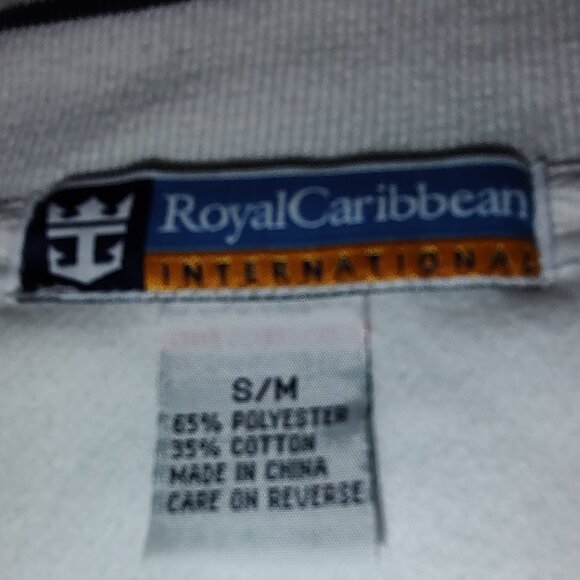 RoyalCaribbean
INTERNATIONAL
S/M
65% POLYESTER
35% COTTON
MADE IN CHINA
CARE ON REVERSE